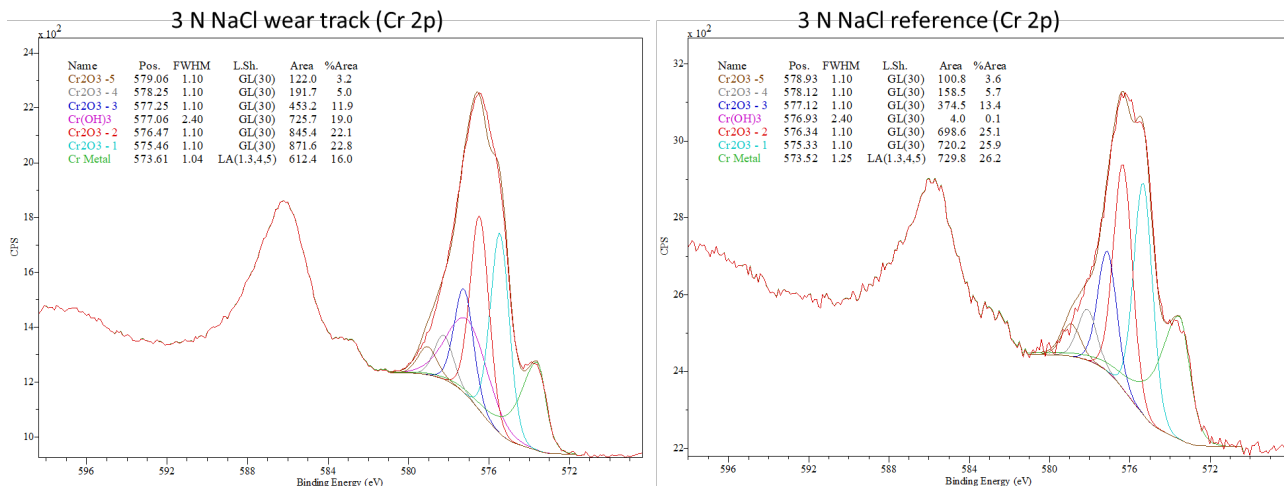 3 N NaCl wear track (Cr 2p)
x 10²
Name Pos. FWHM L.Sh. Area %Area
Cr2O3 -5 579.06 1.10 GL(30) 122.0 3.2
Cr2O3 - 4 578.25 1.10 GL(30) 191.7 5.0
Cr2O3 - 3 577.25 1.10 GL(30) 453.2 11.9
Cr(OH)3 577.06 2.40 GL(30) 725.7 19.0
Cr2O3 - 2 576.47 1.10 GL(30) 845.4 22.1
Cr2O3 - 1 575.46 1.10 GL(30) 871.6 22.8
Cr Metal 573.61 1.04 LA(1.3,4,5) 612.4 16.0
24
22
20
18
16
14
12
10
CPS
596 592 588 584 580 576 572
Binding Energy (eV)
3 N NaCl reference (Cr 2p)
x 10²
Name Pos. FWHM L.Sh. Area %Area
Cr2O3 -5 578.93 1.10 GL(30) 100.8 3.6
Cr2O3 - 4 578.12 1.10 GL(30) 158.5 5.7
Cr2O3 - 3 577.12 1.10 GL(30) 374.5 13.4
Cr(OH)3 576.93 2.40 GL(30) 4.0 0.1
Cr2O3 - 2 576.34 1.10 GL(30) 698.6 25.1
Cr2O3 - 1 575.33 1.10 GL(30) 720.2 25.9
Cr Metal 573.52 1.25 LA(1.3,4,5) 729.8 26.2
32
30
28
26
24
22
CPS
596 592 588 584 580 576 572
Binding Energy (eV)